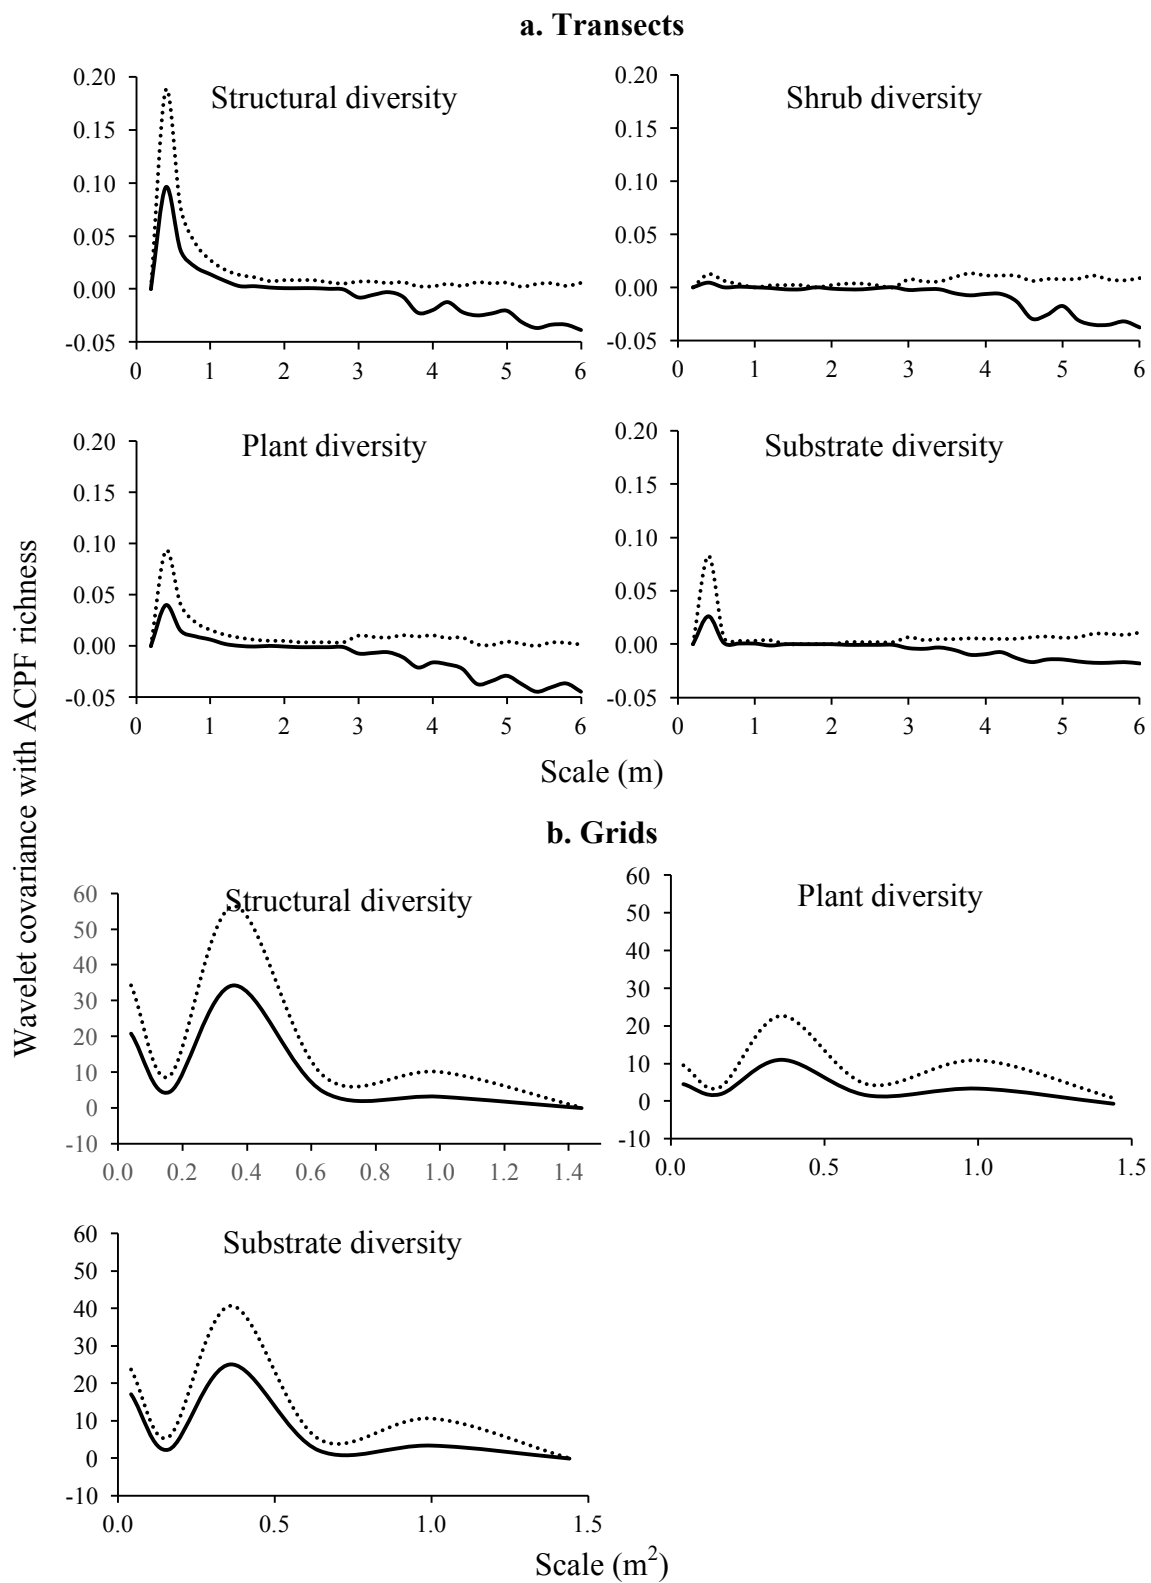 a. Transects
Structural diversity
0.20
0.15
0.10
0.05
0.00
-0.05
0 1 2 3 4 5 6
Shrub diversity
0.20
0.15
0.10
0.05
0.00
-0.05
0 1 2 3 4 5 6
Plant diversity
0.20
0.15
0.10
0.05
0.00
-0.05
0 1 2 3 4 5 6
Substrate diversity
0.20
0.15
0.10
0.05
0.00
-0.05
0 1 2 3 4 5 6
Scale (m)
Wavelet covariance with ACPF richness
b. Grids
Structural diversity
60
50
40
30
20
10
0
-10
0.0 0.2 0.4 0.6 0.8 1.0 1.2 1.4
Plant diversity
60
50
40
30
20
10
0
-10
0.0 0.5 1.0 1.5
Substrate diversity
60
50
40
30
20
10
0
-10
0.0 0.5 1.0 1.5
Scale (m²)